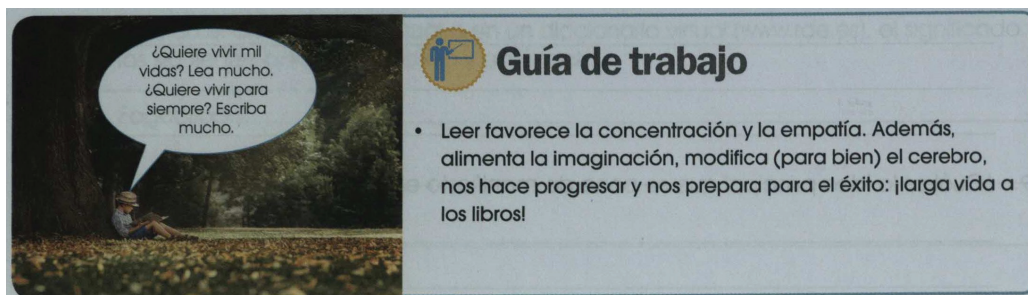 ¿Quiere vivir mil
vidas? Lea mucho.
¿Quiere vivir para
siempre? Escriba
mucho.
Guía de trabajo
• Leer favorece la concentración y la empatía. Además,
alimenta la imaginación, modifica (para bien) el cerebro,
nos hace progresar y nos prepara para el éxito: ¡larga vida a
los libros!